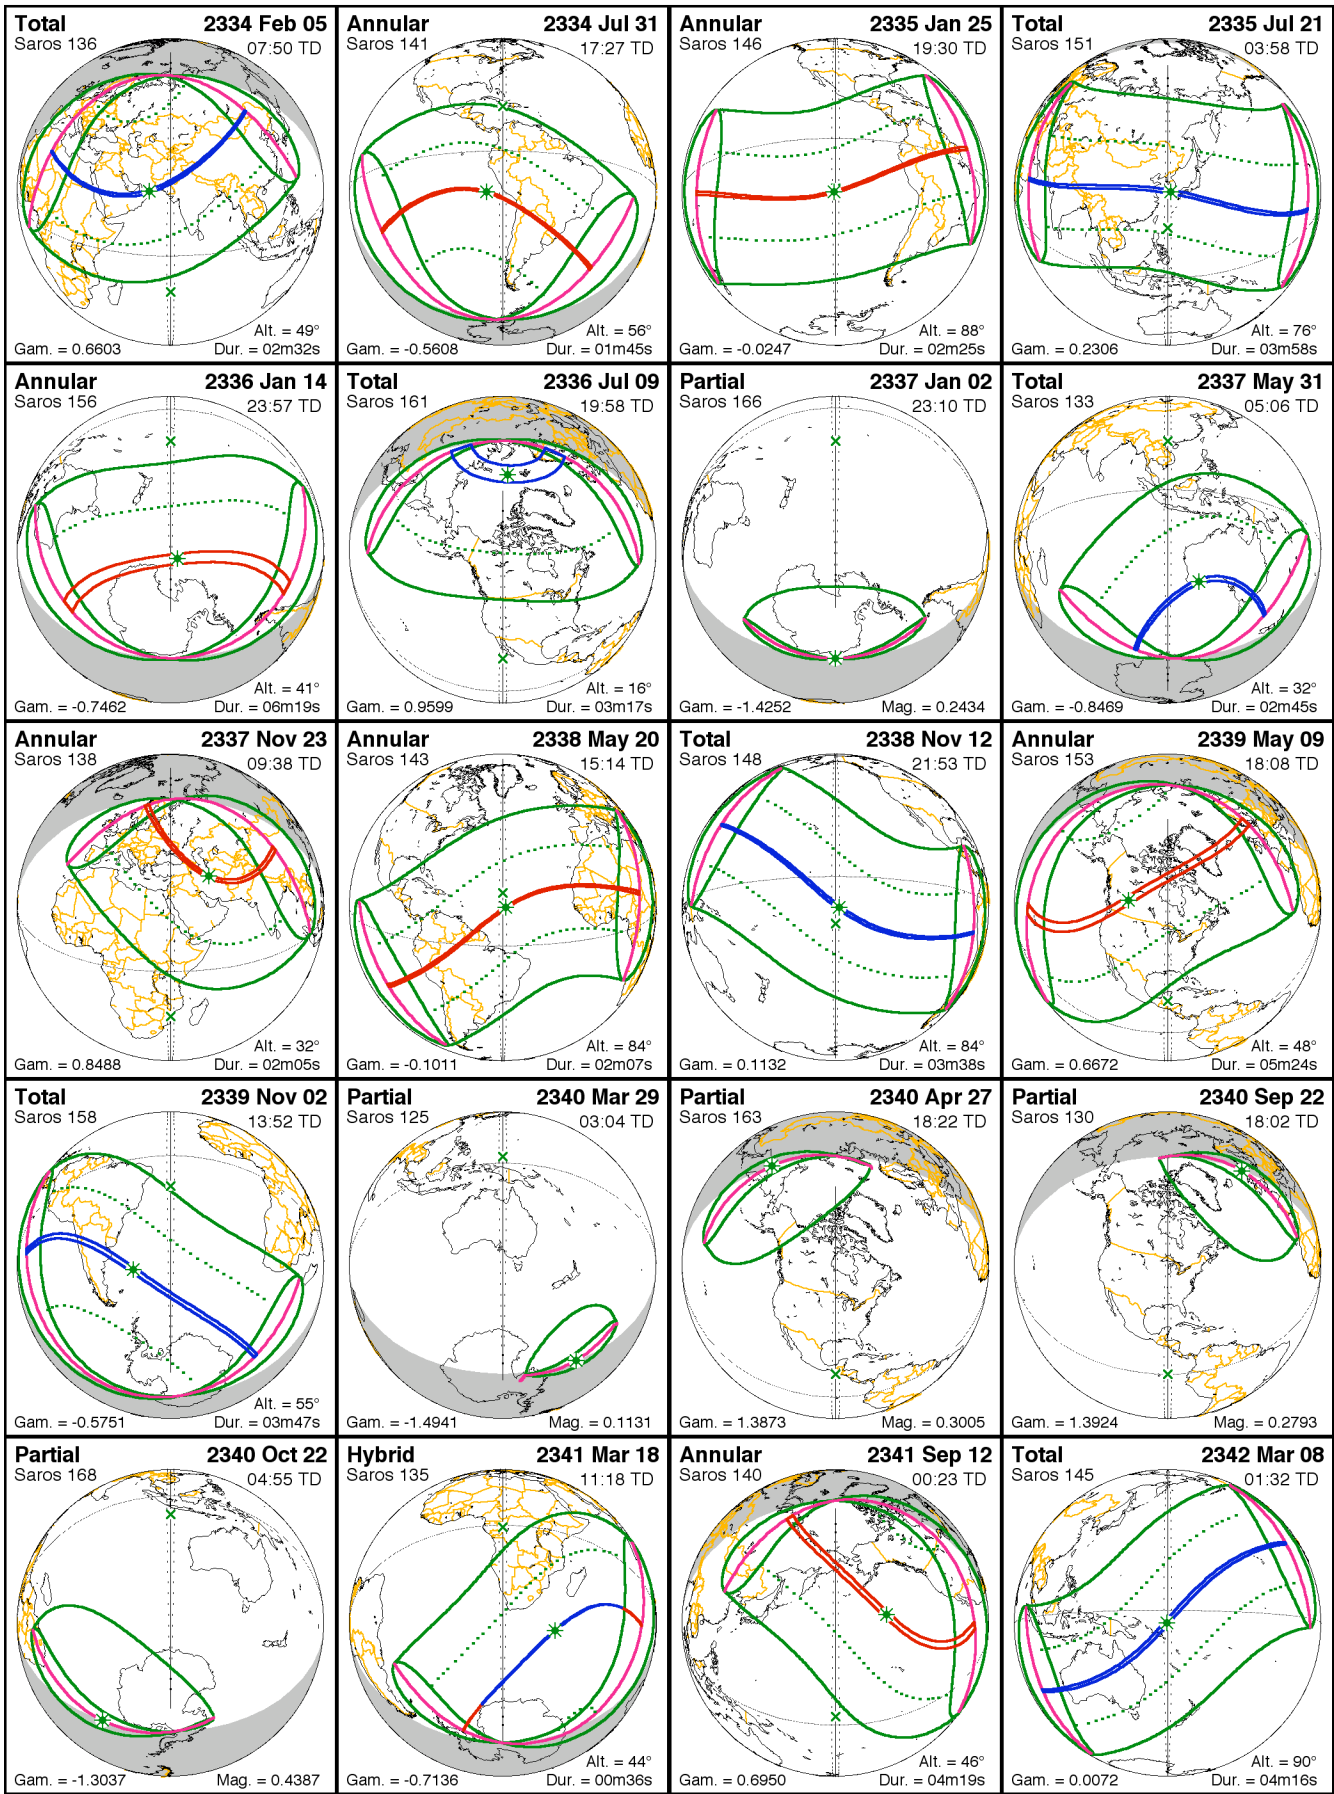 Total 2334 Feb 05
Saros 136 07:50 TD
Alt. = 49°
Gam. = 0.6603 Dur. = 02m32s
Annular 2334 Jul 31
Saros 141 17:27 TD
Alt. = 56°
Gam. = -0.5608 Dur. = 01m45s
Annular 2335 Jan 25
Saros 146 19:30 TD
Alt. = 88°
Gam. = -0.0247 Dur. = 02m25s
Total 2335 Jul 21
Saros 151 03:58 TD
Alt. = 76°
Gam. = 0.2306 Dur. = 03m58s
Annular 2336 Jan 14
Saros 156 23:57 TD
Alt. = 41°
Gam. = -0.7462 Dur. = 06m19s
Total 2336 Jul 09
Saros 161 19:58 TD
Alt. = 16°
Gam. = 0.9599 Dur. = 03m17s
Partial 2337 Jan 02
Saros 166 23:10 TD
Gam. = -1.4252 Mag. = 0.2434
Total 2337 May 31
Saros 133 05:06 TD
Alt. = 32°
Gam. = -0.8469 Dur. = 02m45s
Annular 2337 Nov 23
Saros 138 09:38 TD
Alt. = 32°
Gam. = 0.8488 Dur. = 02m05s
Annular 2338 May 20
Saros 143 15:14 TD
Alt. = 84°
Gam. = -0.1011 Dur. = 02m07s
Total 2338 Nov 12
Saros 148 21:53 TD
Alt. = 84°
Gam. = 0.1132 Dur. = 03m38s
Annular 2339 May 09
Saros 153 18:08 TD
Alt. = 48°
Gam. = 0.6672 Dur. = 05m24s
Total 2339 Nov 02
Saros 158 13:52 TD
Alt. = 55°
Gam. = -0.5751 Dur. = 03m47s
Partial 2340 Mar 29
Saros 125 03:04 TD
Gam. = -1.4941 Mag. = 0.1131
Partial 2340 Apr 27
Saros 163 18:22 TD
Gam. = 1.3873 Mag. = 0.3005
Partial 2340 Sep 22
Saros 130 18:02 TD
Gam. = 1.3924 Mag. = 0.2793
Partial 2340 Oct 22
Saros 168 04:55 TD
Gam. = -1.3037 Mag. = 0.4387
Hybrid 2341 Mar 18
Saros 135 11:18 TD
Alt. = 44°
Gam. = -0.7136 Dur. = 00m36s
Annular 2341 Sep 12
Saros 140 00:23 TD
Alt. = 46°
Gam. = 0.6950 Dur. = 04m19s
Total 2342 Mar 08
Saros 145 01:32 TD
Alt. = 90°
Gam. = 0.0072 Dur. = 04m16s